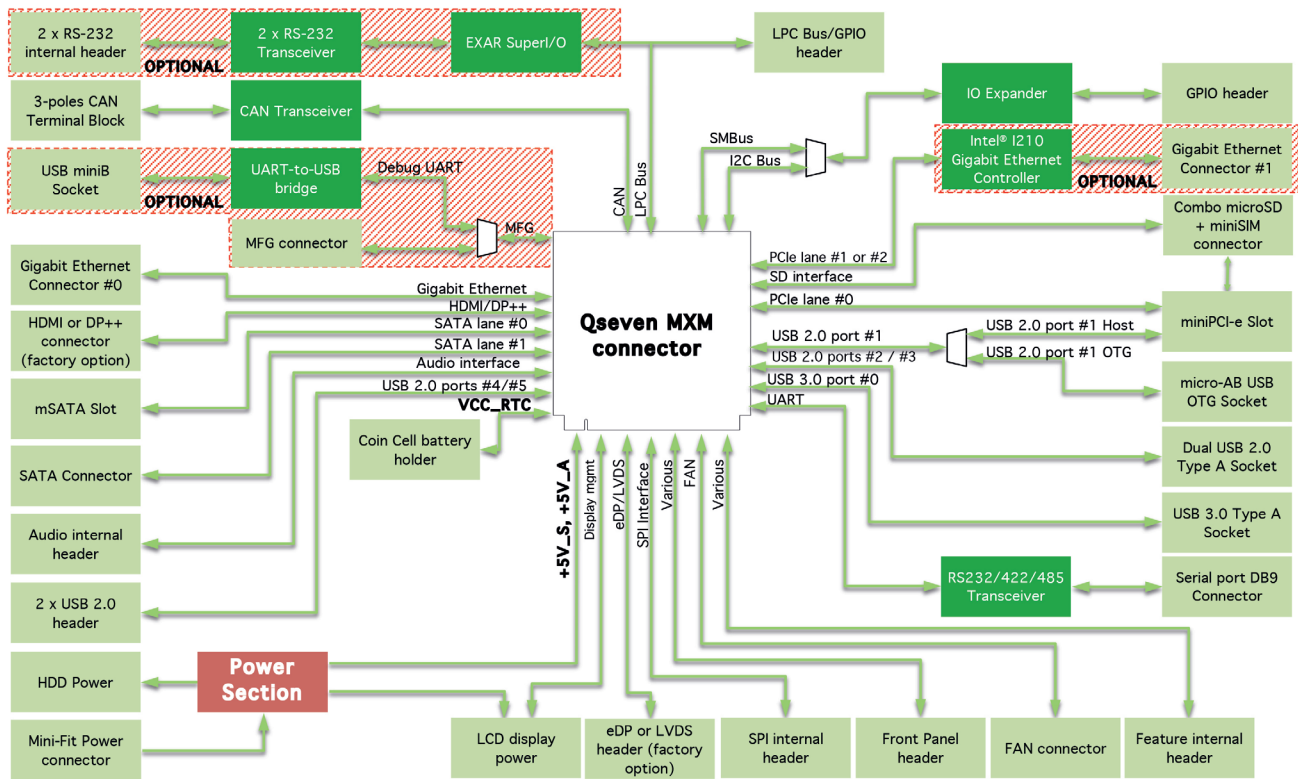 2 x RS-232
internal header
OPTIONAL
2 x RS-232
Transceiver
EXAR SuperI/O
LPC Bus/GPIO
header
3-poles CAN
Terminal Block
CAN Transceiver
IO Expander
GPIO header
SMBus
I2C Bus
Intel® I210
Gigabit Ethernet
Controller
OPTIONAL
Gigabit Ethernet
Connector #1
USB miniB
Socket
OPTIONAL
UART-to-USB
bridge
Debug UART
CAN
LPC Bus
MFG connector
MFG
Combo microSD
+ miniSIM
connector
Gigabit Ethernet
Connector #0
Gigabit Ethernet
HDMI/DP++
SATA lane #0
SATA lane #1
Audio interface
USB 2.0 ports #4/#5
VCC_RTC
Qseven MXM
connector
PCIe lane #1 or #2
SD interface
PCIe lane #0
USB 2.0 port #1
USB 2.0 ports #2 / #3
USB 3.0 port #0
UART
USB 2.0 port #1 Host
USB 2.0 port #1 OTG
miniPCI-e Slot
HDMI or DP++
connector
(factory option)
mSATA Slot
micro-AB USB
OTG Socket
Coin Cell battery
holder
Dual USB 2.0
Type A Socket
SATA Connector
+5V_S, +5V_A
Display mgmt
eDP/LVDS
SPI Interface
Various
FAN
Various
USB 3.0 Type A
Socket
Audio internal
header
RS232/422/485
Transceiver
Serial port DB9
Connector
2 x USB 2.0
header
HDD Power
Power
Section
Mini-Fit Power
connector
LCD display
power
eDP or LVDS
header (factory
option)
SPI internal
header
Front Panel
header
FAN connector
Feature internal
header